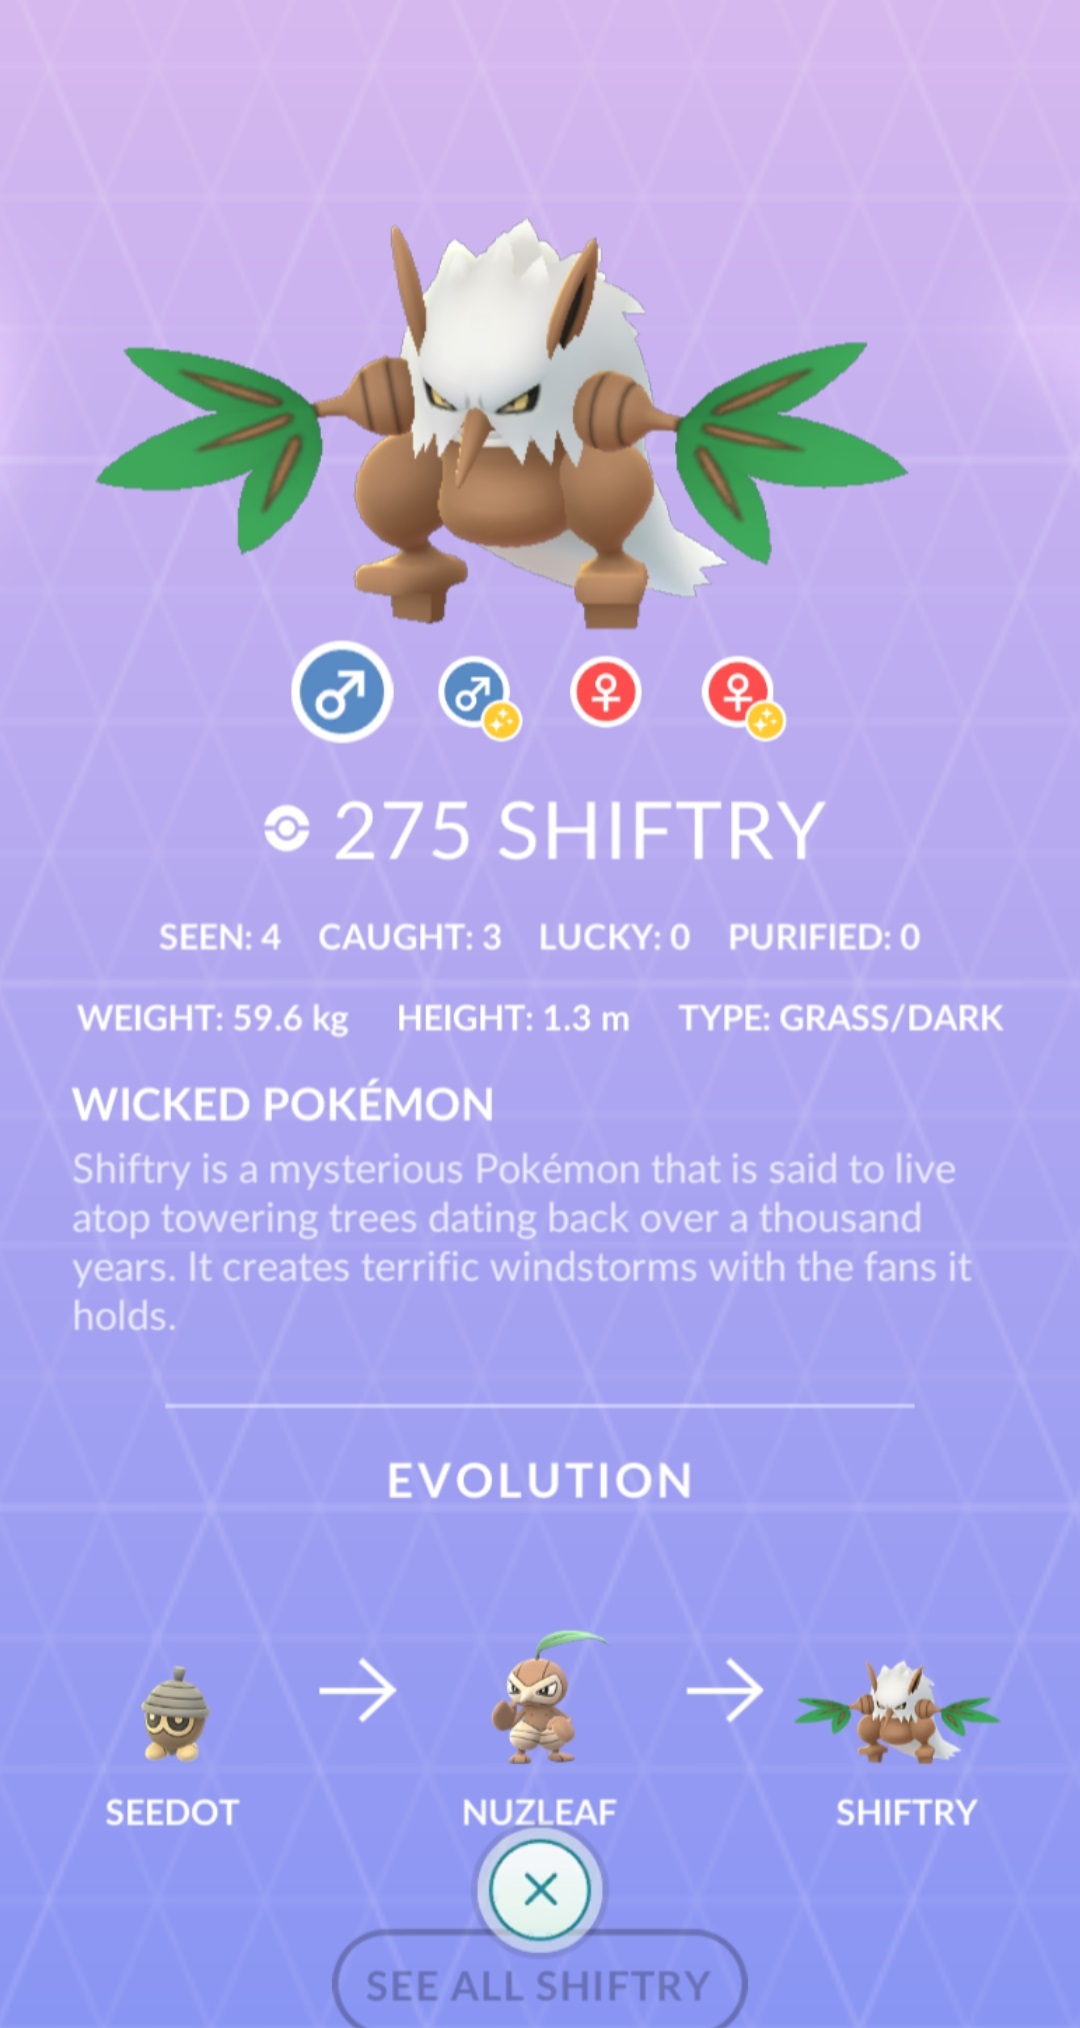 275 SHIFTRY
SEEN: 4 CAUGHT: 3 LUCKY: 0 PURIFIED: 0
WEIGHT: 59.6 kg HEIGHT: 1.3 m TYPE: GRASS/DARK
WICKED POKÉMON
Shiftry is a mysterious Pokémon that is said to live
atop towering trees dating back over a thousand
years. It creates terrific windstorms with the fans it
holds.
EVOLUTION
SEEDOT NUZLEAF SHIFTRY
SEE ALL SHIFTRY